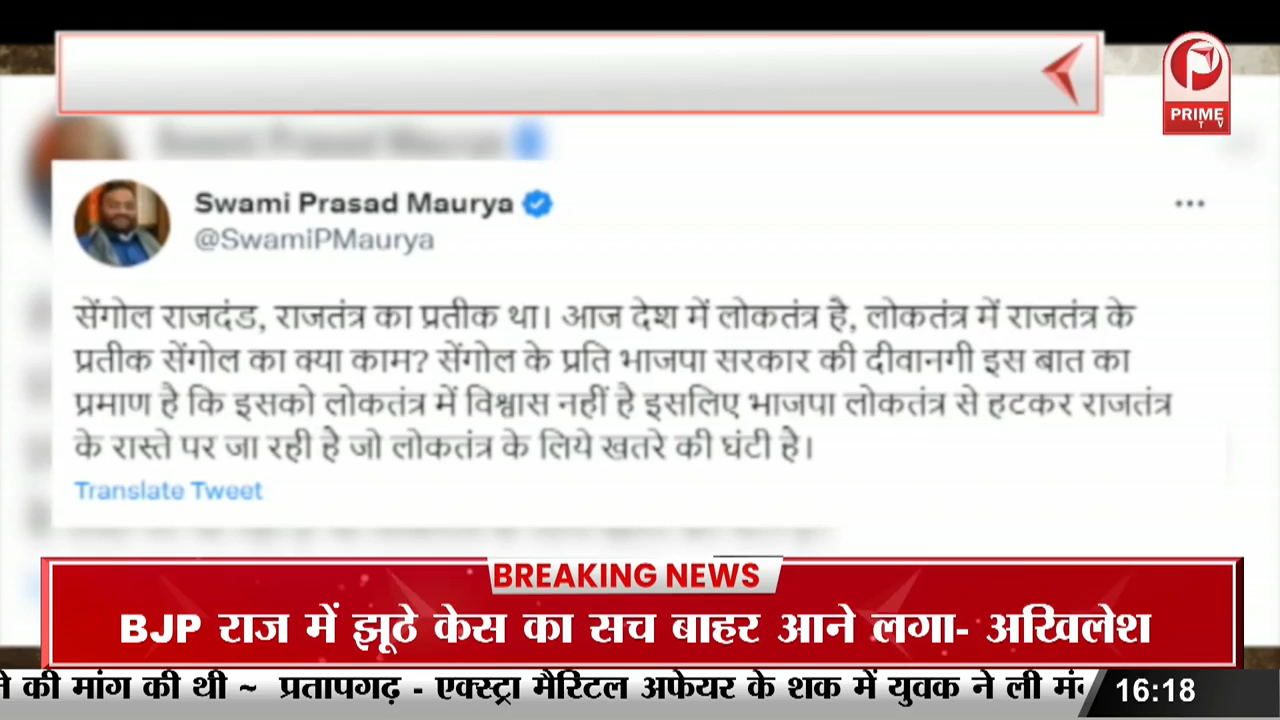 PRIME
TV
Swami Prasad Maurya
@SwamiPMaurya
सेंगोल राजदंड, राजतंत्र का प्रतीक था। आज देश में लोकतंत्र है, लोकतंत्र में राजतंत्र के
प्रतीक सेंगोल का क्या काम? सेंगोल के प्रति भाजपा सरकार की दीवानगी इस बात का
प्रमाण है कि इसको लोकतंत्र में विश्वास नहीं है इसलिए भाजपा लोकतंत्र से हटकर राजतंत्र
के रास्ते पर जा रही है जो लोकतंत्र के लिये खतरे की घंटी है।
Translate Tweet
BREAKING NEWS
BJP राज में झूठे केस का सच बाहर आने लगा- अखिलेश
की मांग की थी ~ प्रतापगढ़ - एक्स्ट्रा मैरिटल अफेयर के शक में युवक ने ली
16:18